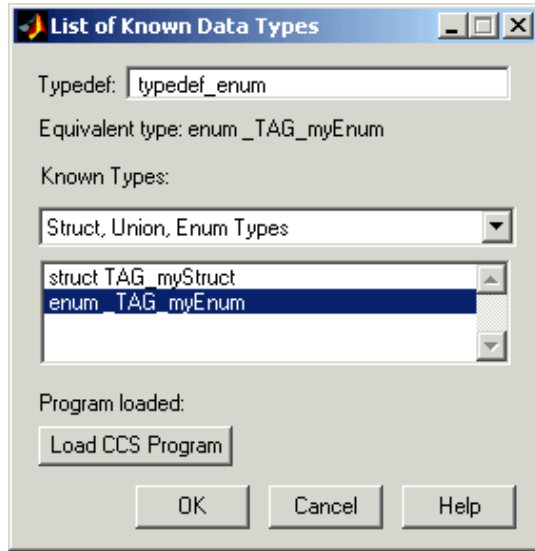 List of Known Data Types
Typedef: typedef_enum
Equivalent type: enum _TAG_myEnum
Known Types:
Struct, Union, Enum Types
struct TAG_myStruct
enum _TAG_myEnum
Program loaded:
Load CCS Program
OK Cancel Help